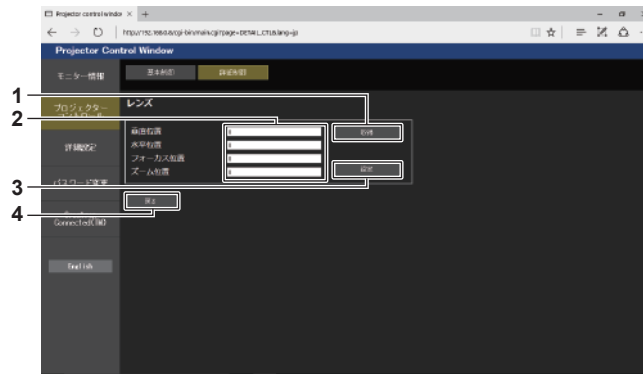 Projector control window
Projector Control Window
モニター情報
基本制御
詳細制御
プロジェクター
コントロール
レンズ
1
2
垂直位置
水平位置
フォーカス位置
ズーム位置
取得
設定
詳細設定
3
パスワード変更
4
戻る
Connected(TM)
English